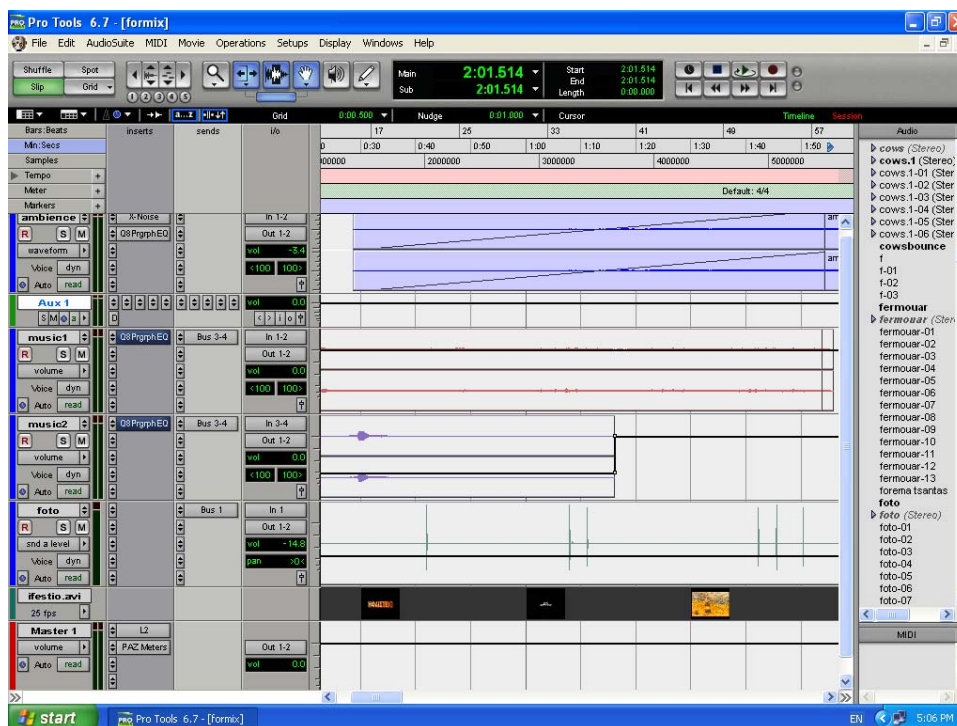 Pro Tools 6.7 - [formix]
File Edit AudioSuite MIDI Movie Operations Setups Display Windows Help
Shuffle Spot
Slip Grid
Main 2:01.514
Sub 2:01.514
Start 2:01.514
End 2:01.514
Length 0:00.000
a...z Grid 0:00.500 Nudge 0:01.000 Cursor Timeline Session
Bars:Beats inserts sends i/o 17 25 33 41 49 57 Audio
Min:Secs 0:30 0:40 0:50 1:00 1:10 1:20 1:30 1:40 1:50
Samples 2000000 3000000 4000000 5000000
Tempo
Meter Default: 4/4
Markers
ambience X-Noise In 1-2
R S M Q8 PrgrphEQ Out 1-2
waveform vol -3.4
Voice dyn <100 100>
Auto read
Aux 1 vol 0.0
S M a D < > i o
music1 Q8 PrgrphEQ Bus 3-4 In 1-2
R S M Out 1-2
volume vol 0.0
Voice dyn <100 100>
Auto read
music2 Q8 PrgrphEQ Bus 3-4 In 3-4
R S M Out 1-2
volume vol 0.0
Voice dyn <100 100>
Auto read
foto Bus 1 In 1
R S M Out 1-2
snd a level vol -14.8
Voice dyn pan >0<
Auto read
ifestio.avi
25 fps
Master 1 L2
volume PAZ Meters Out 1-2
Auto read vol 0.0
cows (Stereo)
cows.1 (Stereo)
cows.1-01 (Ster
cows.1-02 (Ster
cows.1-03 (Ster
cows.1-04 (Ster
cows.1-05 (Ster
cows.1-06 (Ster
cowsbounce
f
f-01
f-02
f-03
fermouar
fermouar (Ster
fermouar-01
fermouar-02
fermouar-03
fermouar-04
fermouar-05
fermouar-06
fermouar-07
fermouar-08
fermouar-09
fermouar-10
fermouar-11
fermouar-12
fermouar-13
forema tsantas
foto
foto (Stereo)
foto-01
foto-02
foto-03
foto-04
foto-05
foto-06
foto-07
MIDI
start Pro Tools 6.7 - [formix] EN 5:06 PM